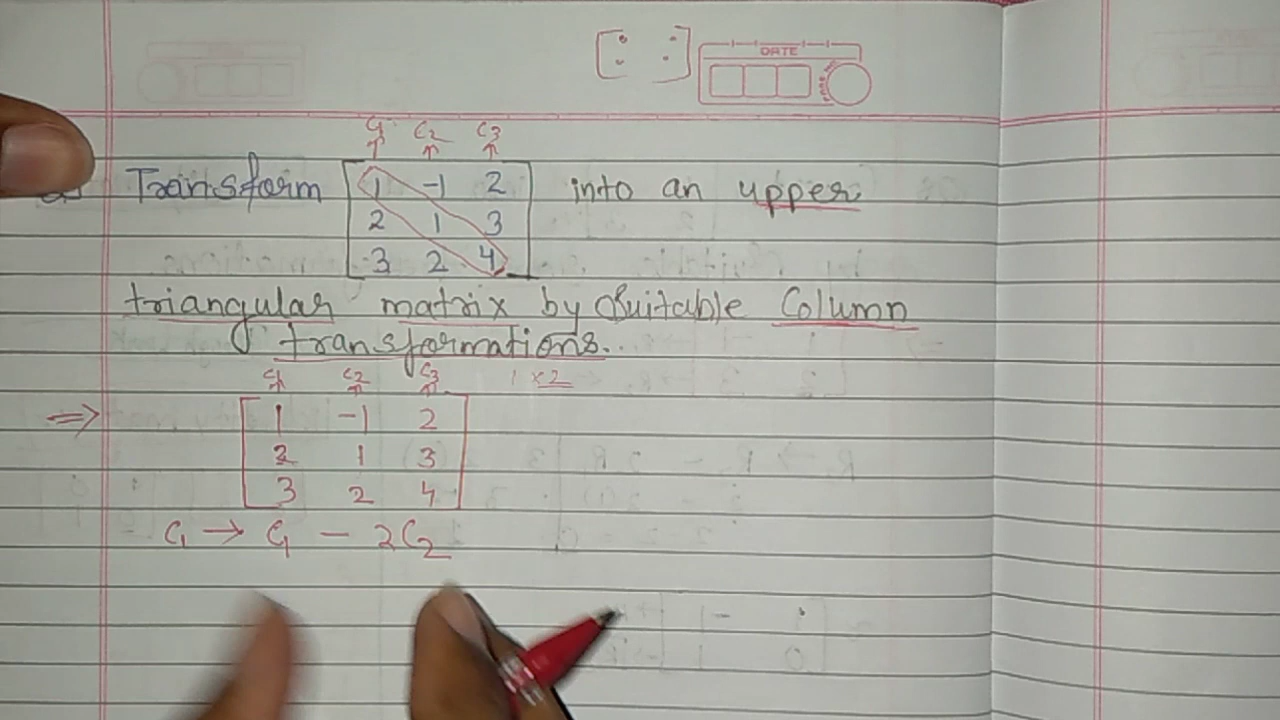 DATE
C1 C2 C3
Transform [1 -1 2 into an upper
2 1 3
3 2 4]
triangular matrix by Suitable Column
transformations.
C1 C2 C3 1 × 2
⇒ [1 -1 2
2 1 3
3 2 4]
C1 → C1 - 2C2